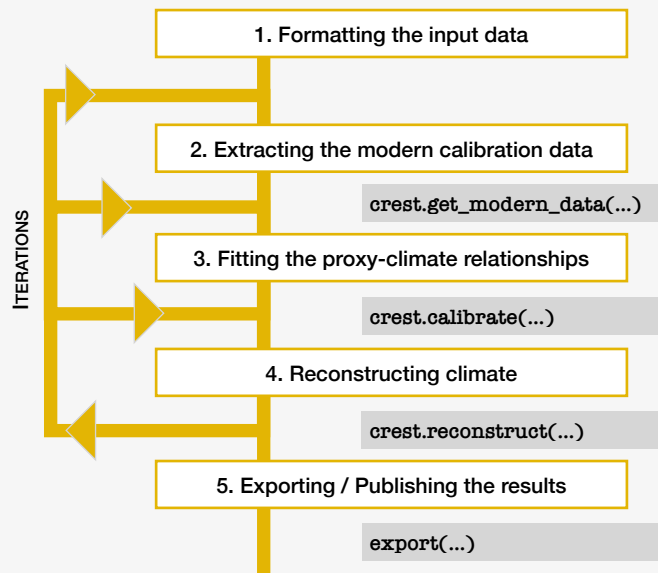 1. Formatting the input data
2. Extracting the modern calibration data
crest.get_modern_data(...)
3. Fitting the proxy-climate relationships
ITERATIONS
crest.calibrate(...)
4. Reconstructing climate
crest.reconstruct(...)
5. Exporting / Publishing the results
export(...)